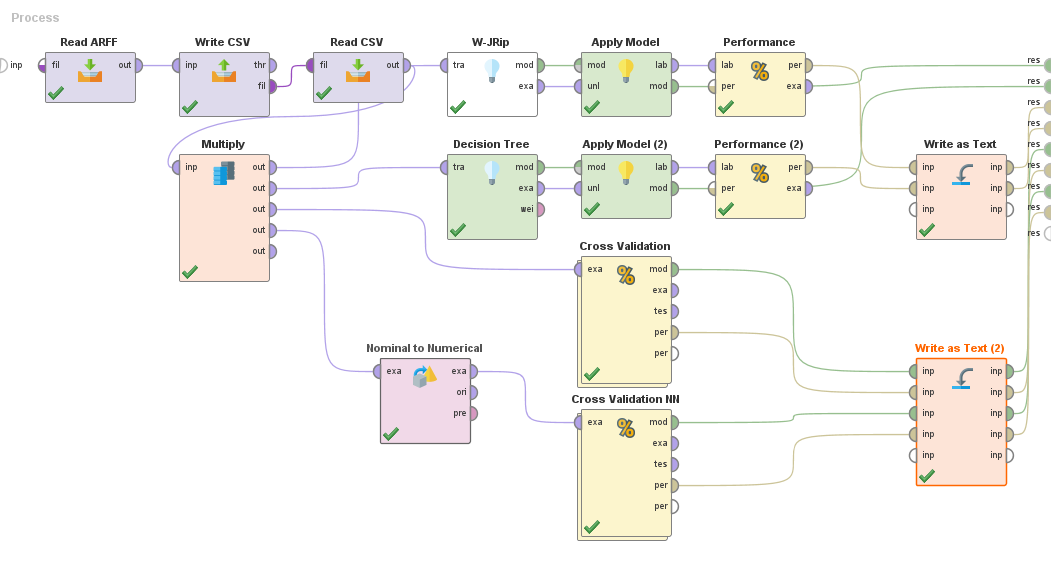 Process
inp
Read ARFF
fil out
Write CSV
inp thr
fil
Read CSV
fil out
W-JRip
tra mod
exa
Apply Model
mod lab
unl mod
Performance
lab per
per exa
res
res
res
res
res
res
res
res
res
Multiply
inp out
out
out
out
out
Decision Tree
tra mod
exa
wei
Apply Model (2)
mod lab
unl mod
Performance (2)
lab per
per exa
Write as Text
inp inp
inp inp
inp inp
Cross Validation
exa mod
exa
tes
per
per
Nominal to Numerical
exa exa
ori
pre
Cross Validation NN
exa mod
exa
tes
per
per
Write as Text (2)
inp inp
inp inp
inp inp
inp inp
inp inp